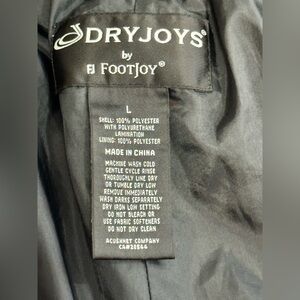 DRYJOYS®
by
FJ FOOTJOY®
L
SHELL: 100% POLYESTER
WITH POLYURETHANE
LAMINATION
LINING: 100% POLYESTER
MADE IN CHINA
MACHINE WASH COLD
GENTLE CYCLE RINSE
THOROUGHLY LINE DRY
OR TUMBLE DRY LOW
REMOVE IMMEDIATELY
WASH DARKS SEPARATELY
DRY IRON LOW SETTING
DO NOT BLEACH OR
USE FABRIC SOFTENERS
DO NOT DRY CLEAN
ACUSHNET COMPANY